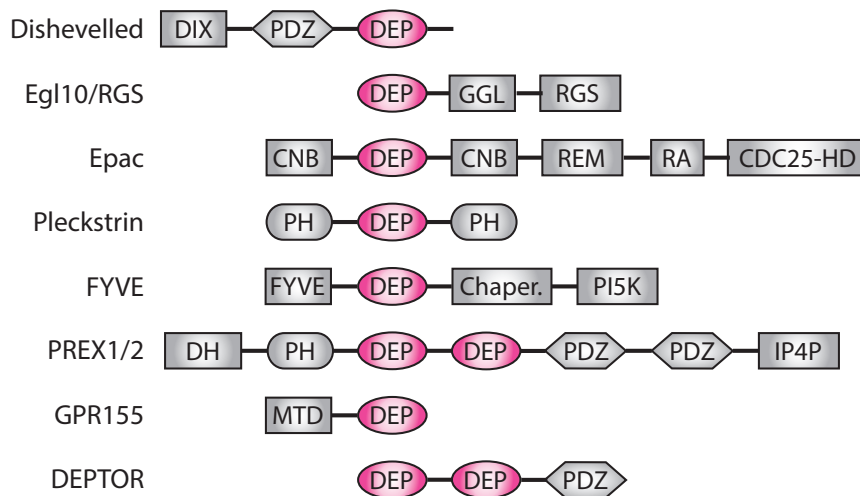 Dishevelled DIX PDZ DEP
Egl10/RGS DEP GGL RGS
Epac CNB DEP CNB REM RA CDC25-HD
Pleckstrin PH DEP PH
FYVE FYVE DEP Chaper. PI5K
PREX1/2 DH PH DEP DEP PDZ PDZ IP4P
GPR155 MTD DEP
DEPTOR DEP DEP PDZ